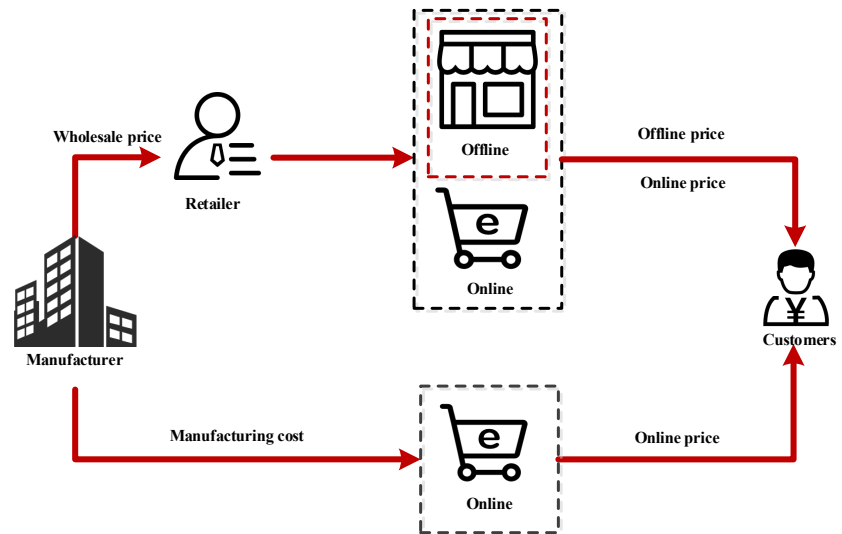 Wholesale price
Retailer
Offline
e
Online
Offline price
Online price
Manufacturer
¥
Customers
Manufacturing cost
e
Online
Online price